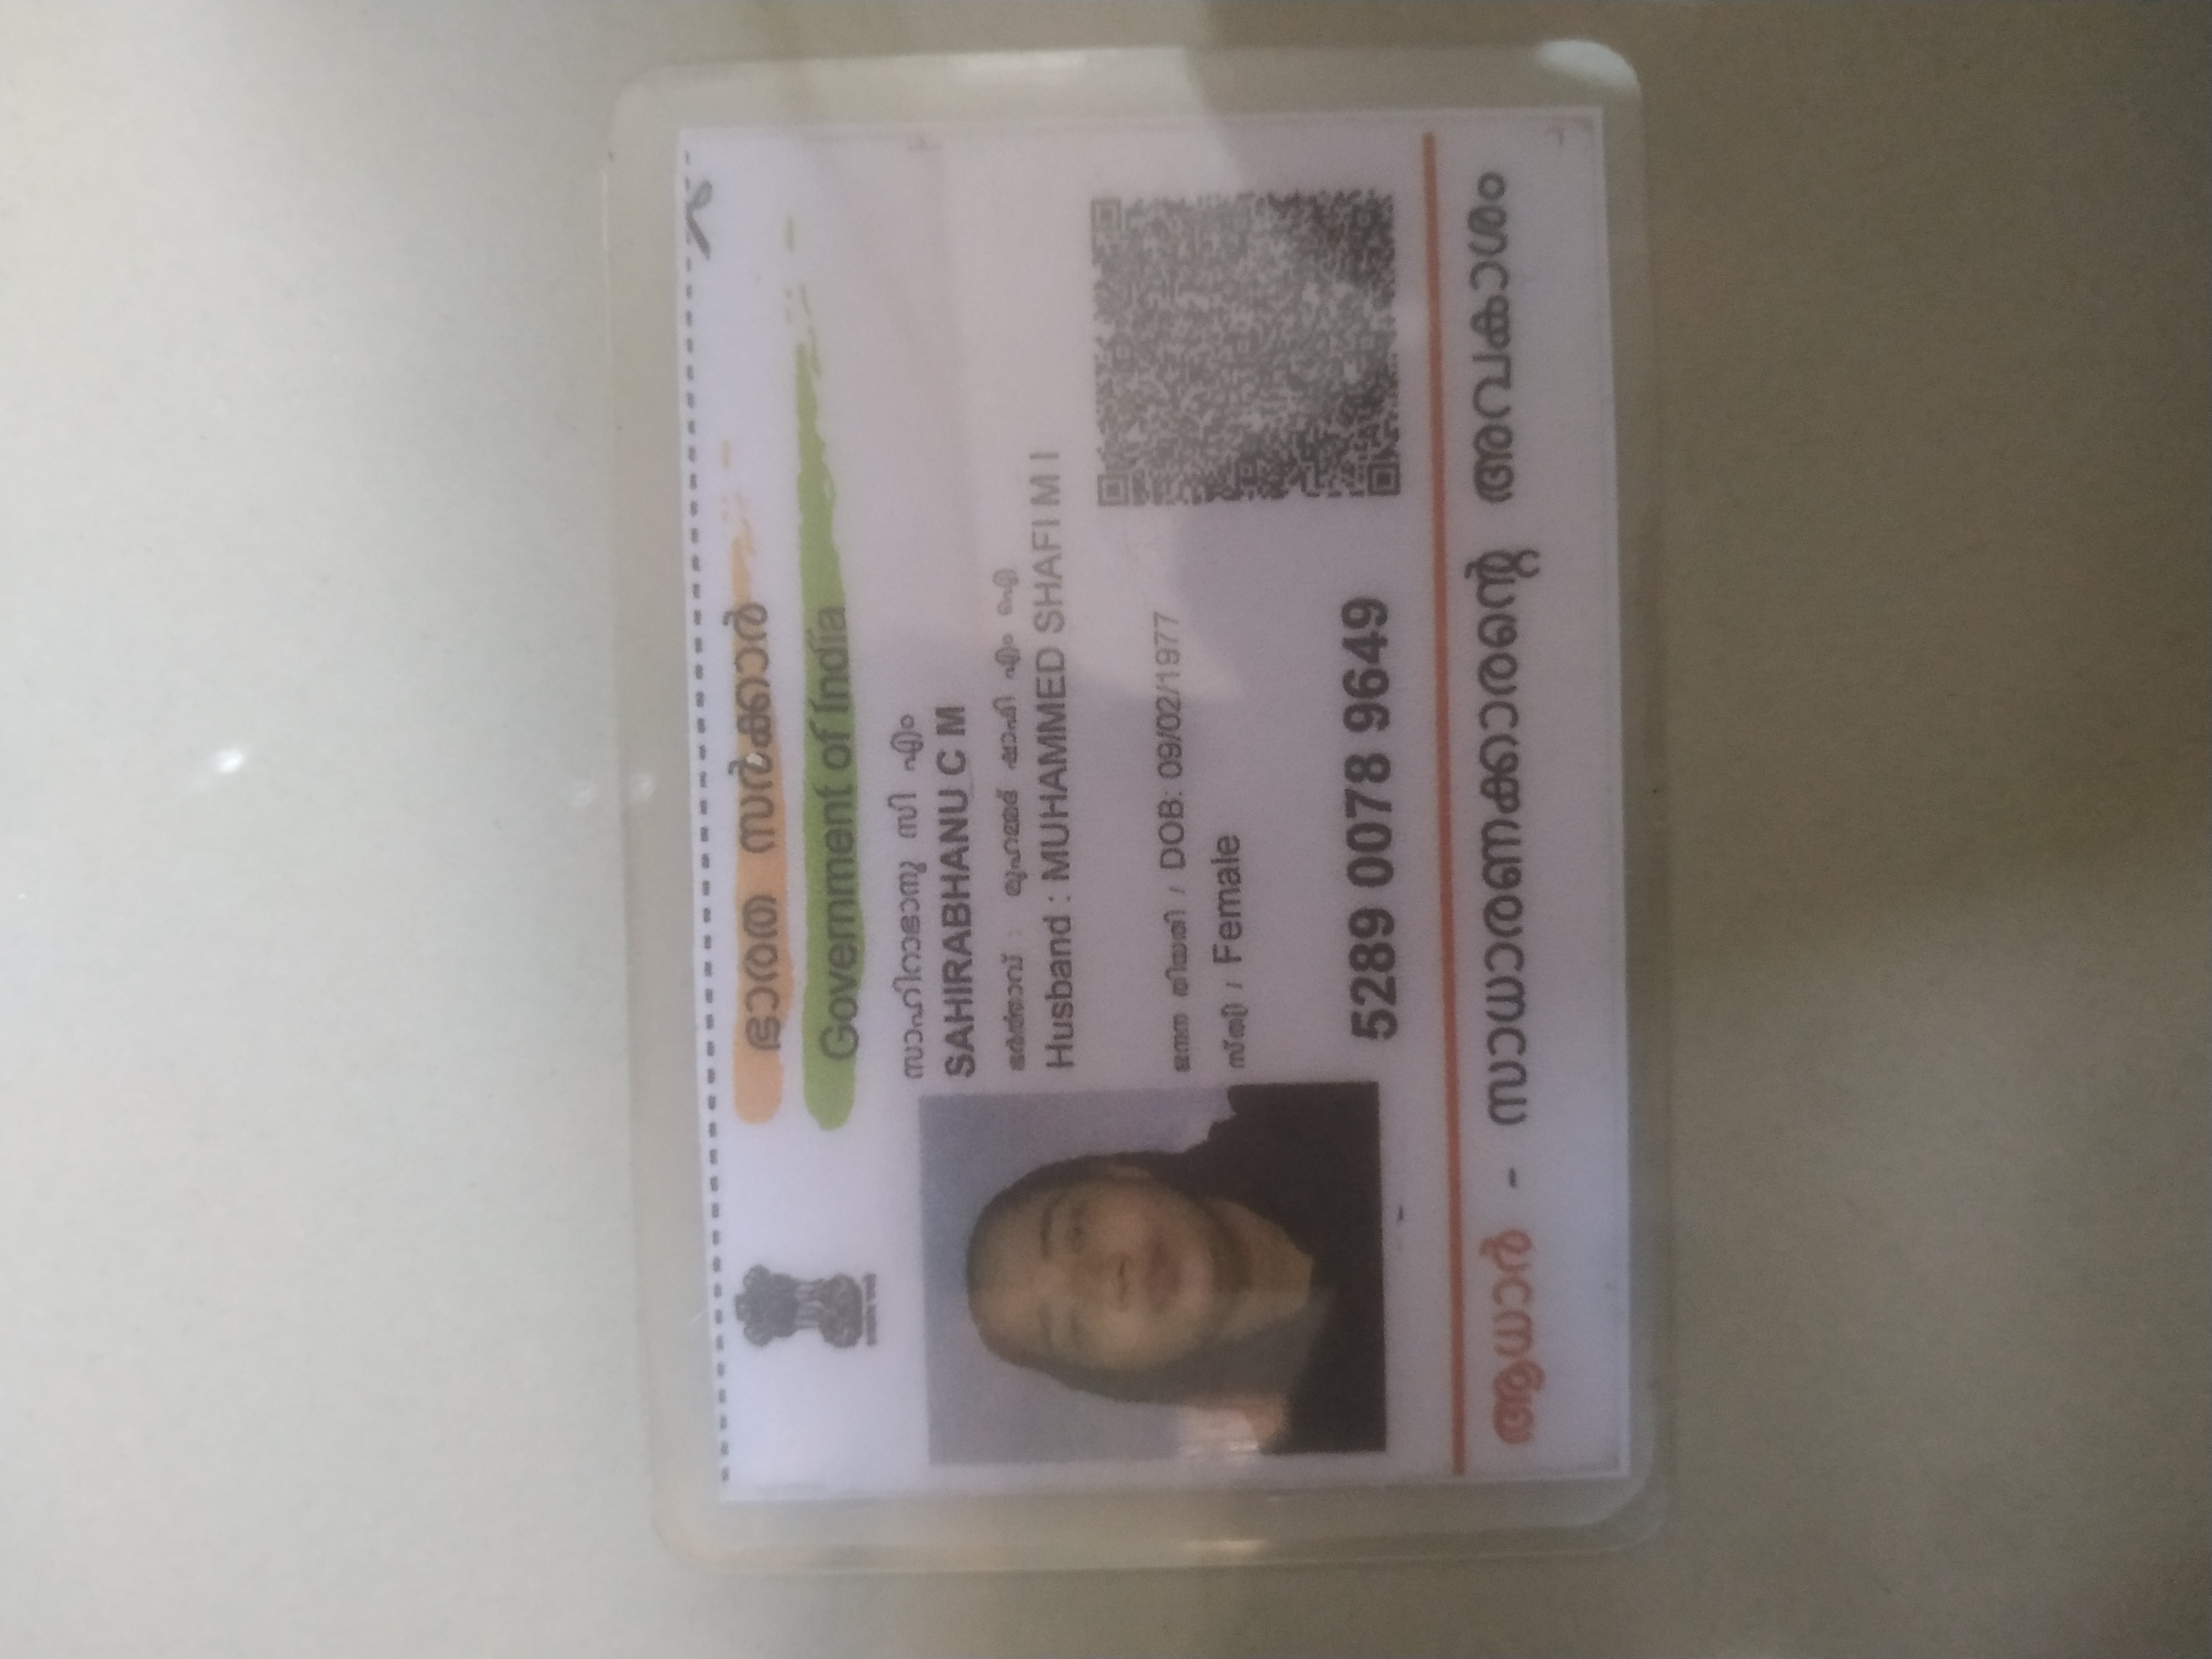 ഭാരത സർക്കാർ
Government of India
സാഹിറാഭാനു സി എം
SAHIRABHANU C M
ഭർത്താവ് : മുഹമ്മദ് ഷാഫി എം ഐ
Husband : MUHAMMED SHAFI M I
ജനന തിയതി / DOB: 09/02/1977
സ്ത്രീ / Female
5289 0078 9649
ആധാർ - സാധാരണക്കാരന്റെ അവകാശം